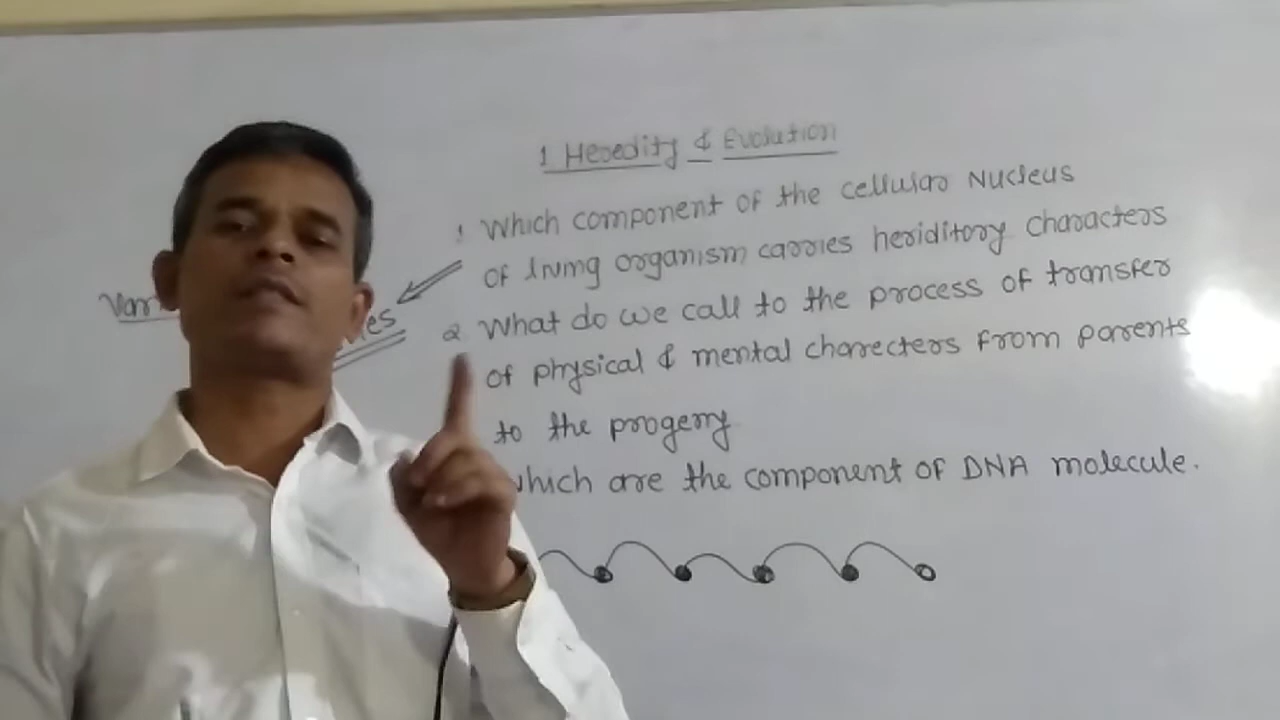 1 Heredity & Evolution
1 Which component of the cellular Nucleus
of living organism carries heriditory characters
2 What do we call to the process of transfer
of physical & mental charecters from parents
to the progeny
which are the component of DNA molecule.